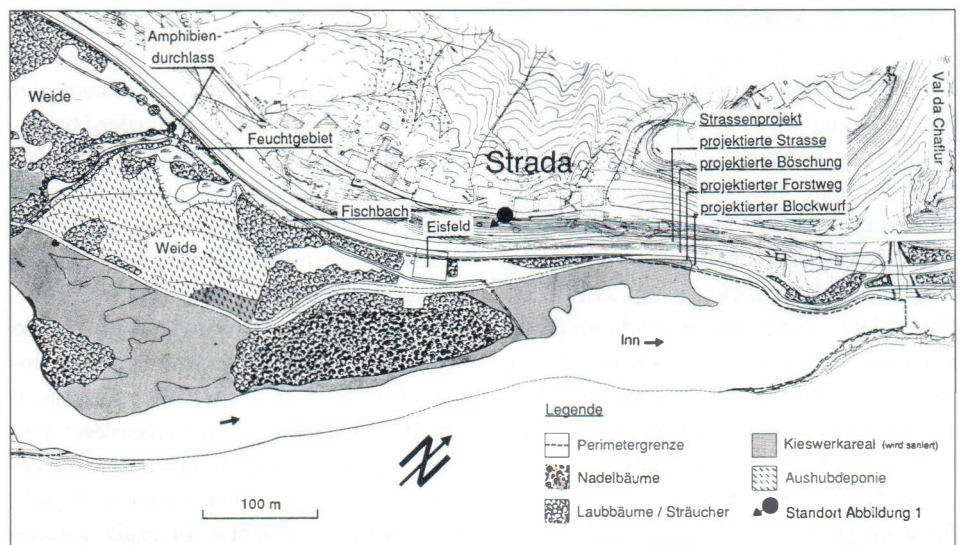 Amphibien-
durchlass
Weide
Feuchtgebiet
Strada
Strassenprojekt
projektierte Strasse
projektierte Böschung
projektierter Forstweg
projektierter Blockwurf
Val da Chaflur
Fischbach
Eisfeld
Weide
Inn
Legende
Perimetergrenze
Nadelbäume
Laubbäume / Sträucher
Kieswerkareal (wird saniert)
Aushubdeponie
Standort Abbildung 1
N
100 m